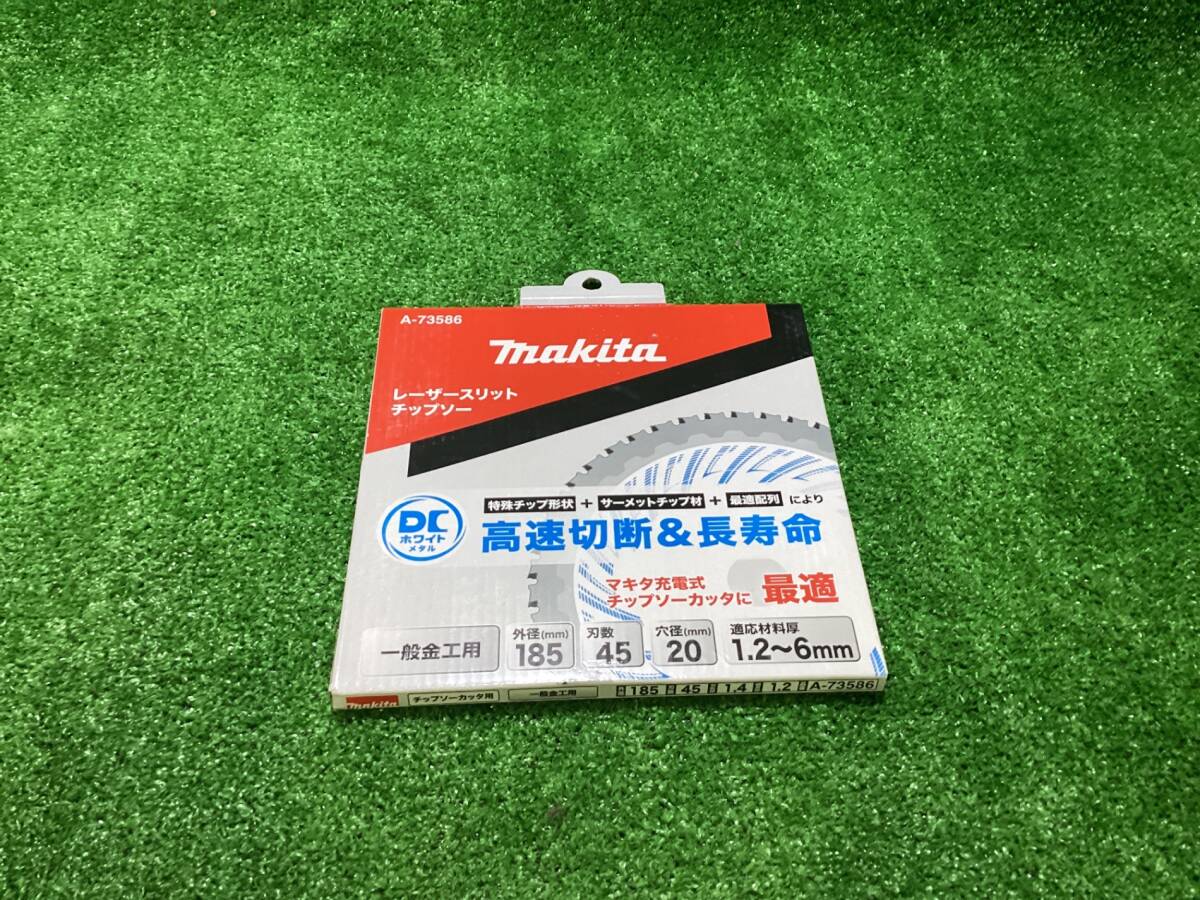 A-73586
makita
レーザースリット
チップソー
特殊チップ形状 + サーメットチップ材 + 最適配列 により
DC
ホワイト
メタル
高速切断&長寿命
マキタ充電式
チップソーカッタに 最適
一般金工用
外径(mm)
185
刃数
45
穴径(mm)
20
適応材料厚
1.2～6mm
makita チップソーカッタ用 一般金工用 185 45 1.4 1.2 A-73586